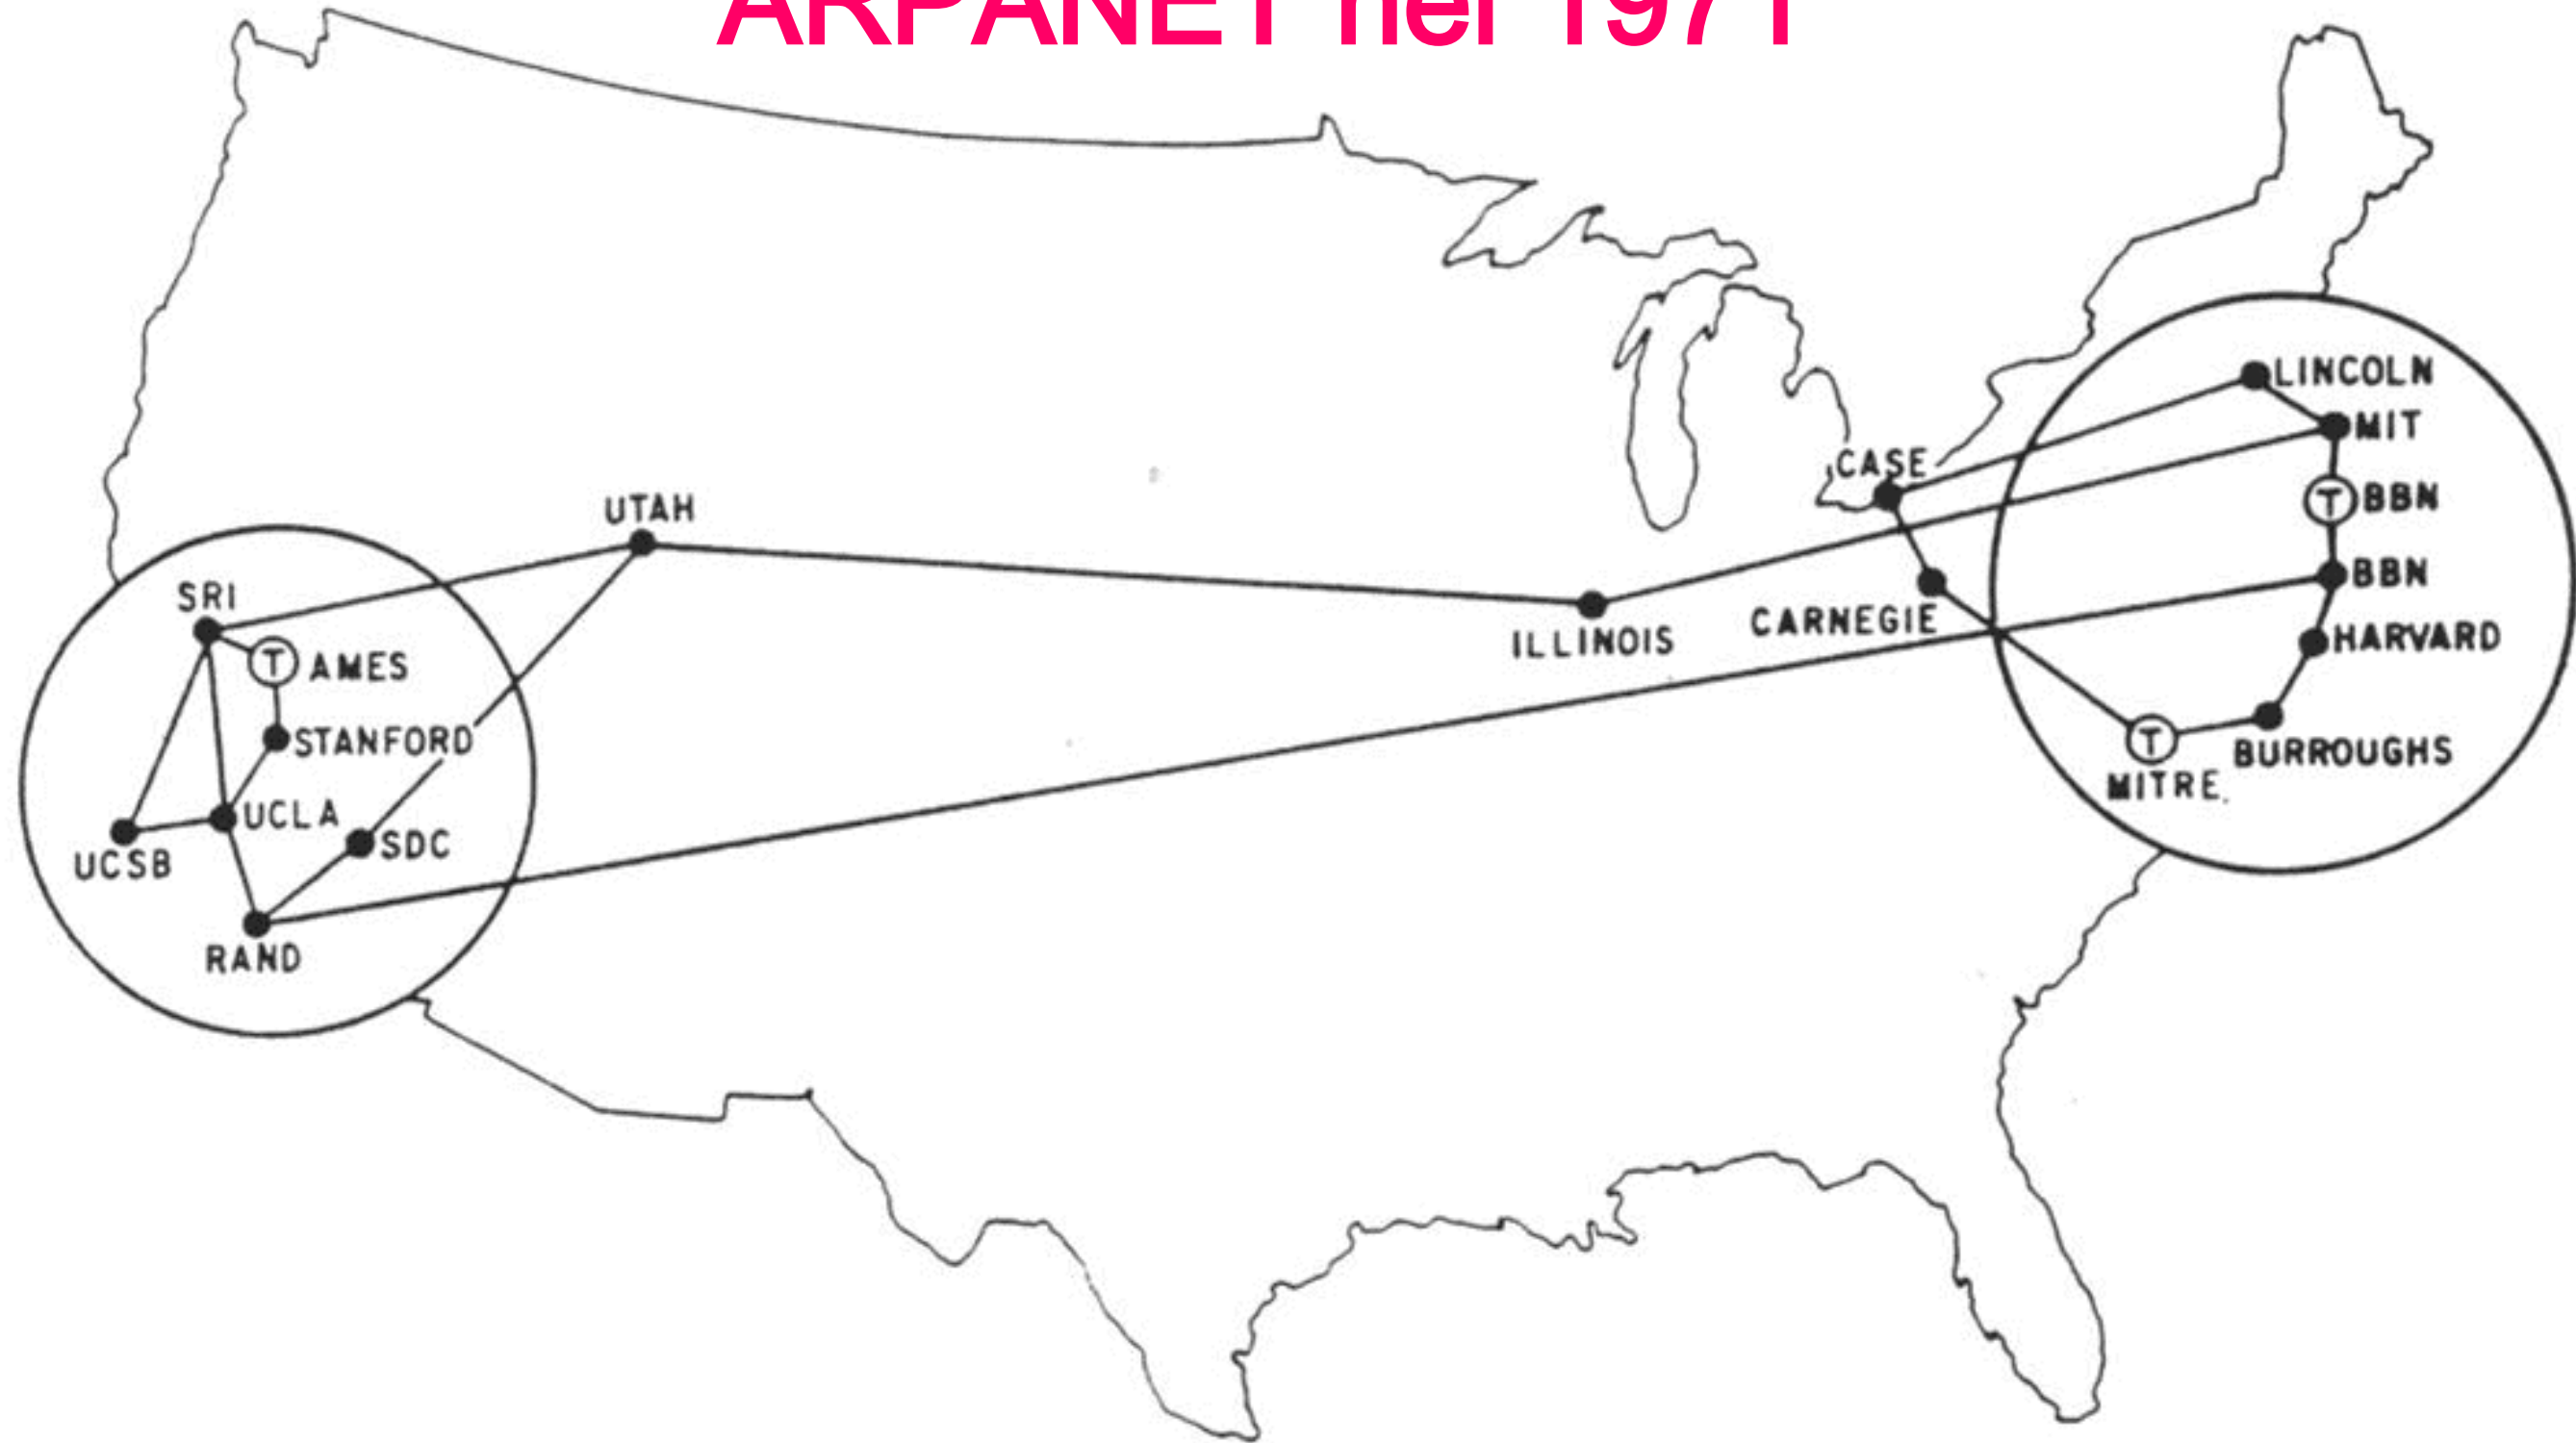 ARPANET nel 1971
LINCOLN
MIT
CASE
T BBN
UTAH
BBN
SRI
ILLINOIS
CARNEGIE
HARVARD
T AMES
STANFORD
T
BURROUGHS
MITRE.
UCLA
SDC
UCSB
RAND